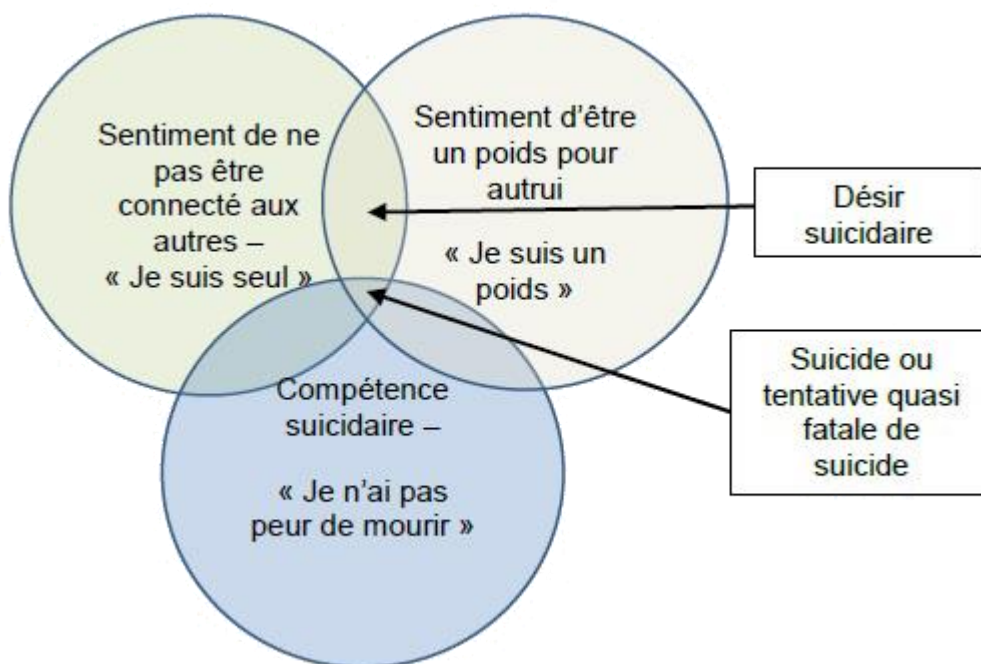 Sentiment de ne
pas être
connecté aux
autres –
« Je suis seul »
Sentiment d'être
un poids pour
autrui
« Je suis un
poids »
Désir
suicidaire
Compétence
suicidaire –
« Je n'ai pas
peur de mourir »
Suicide ou
tentative quasi
fatale de
suicide